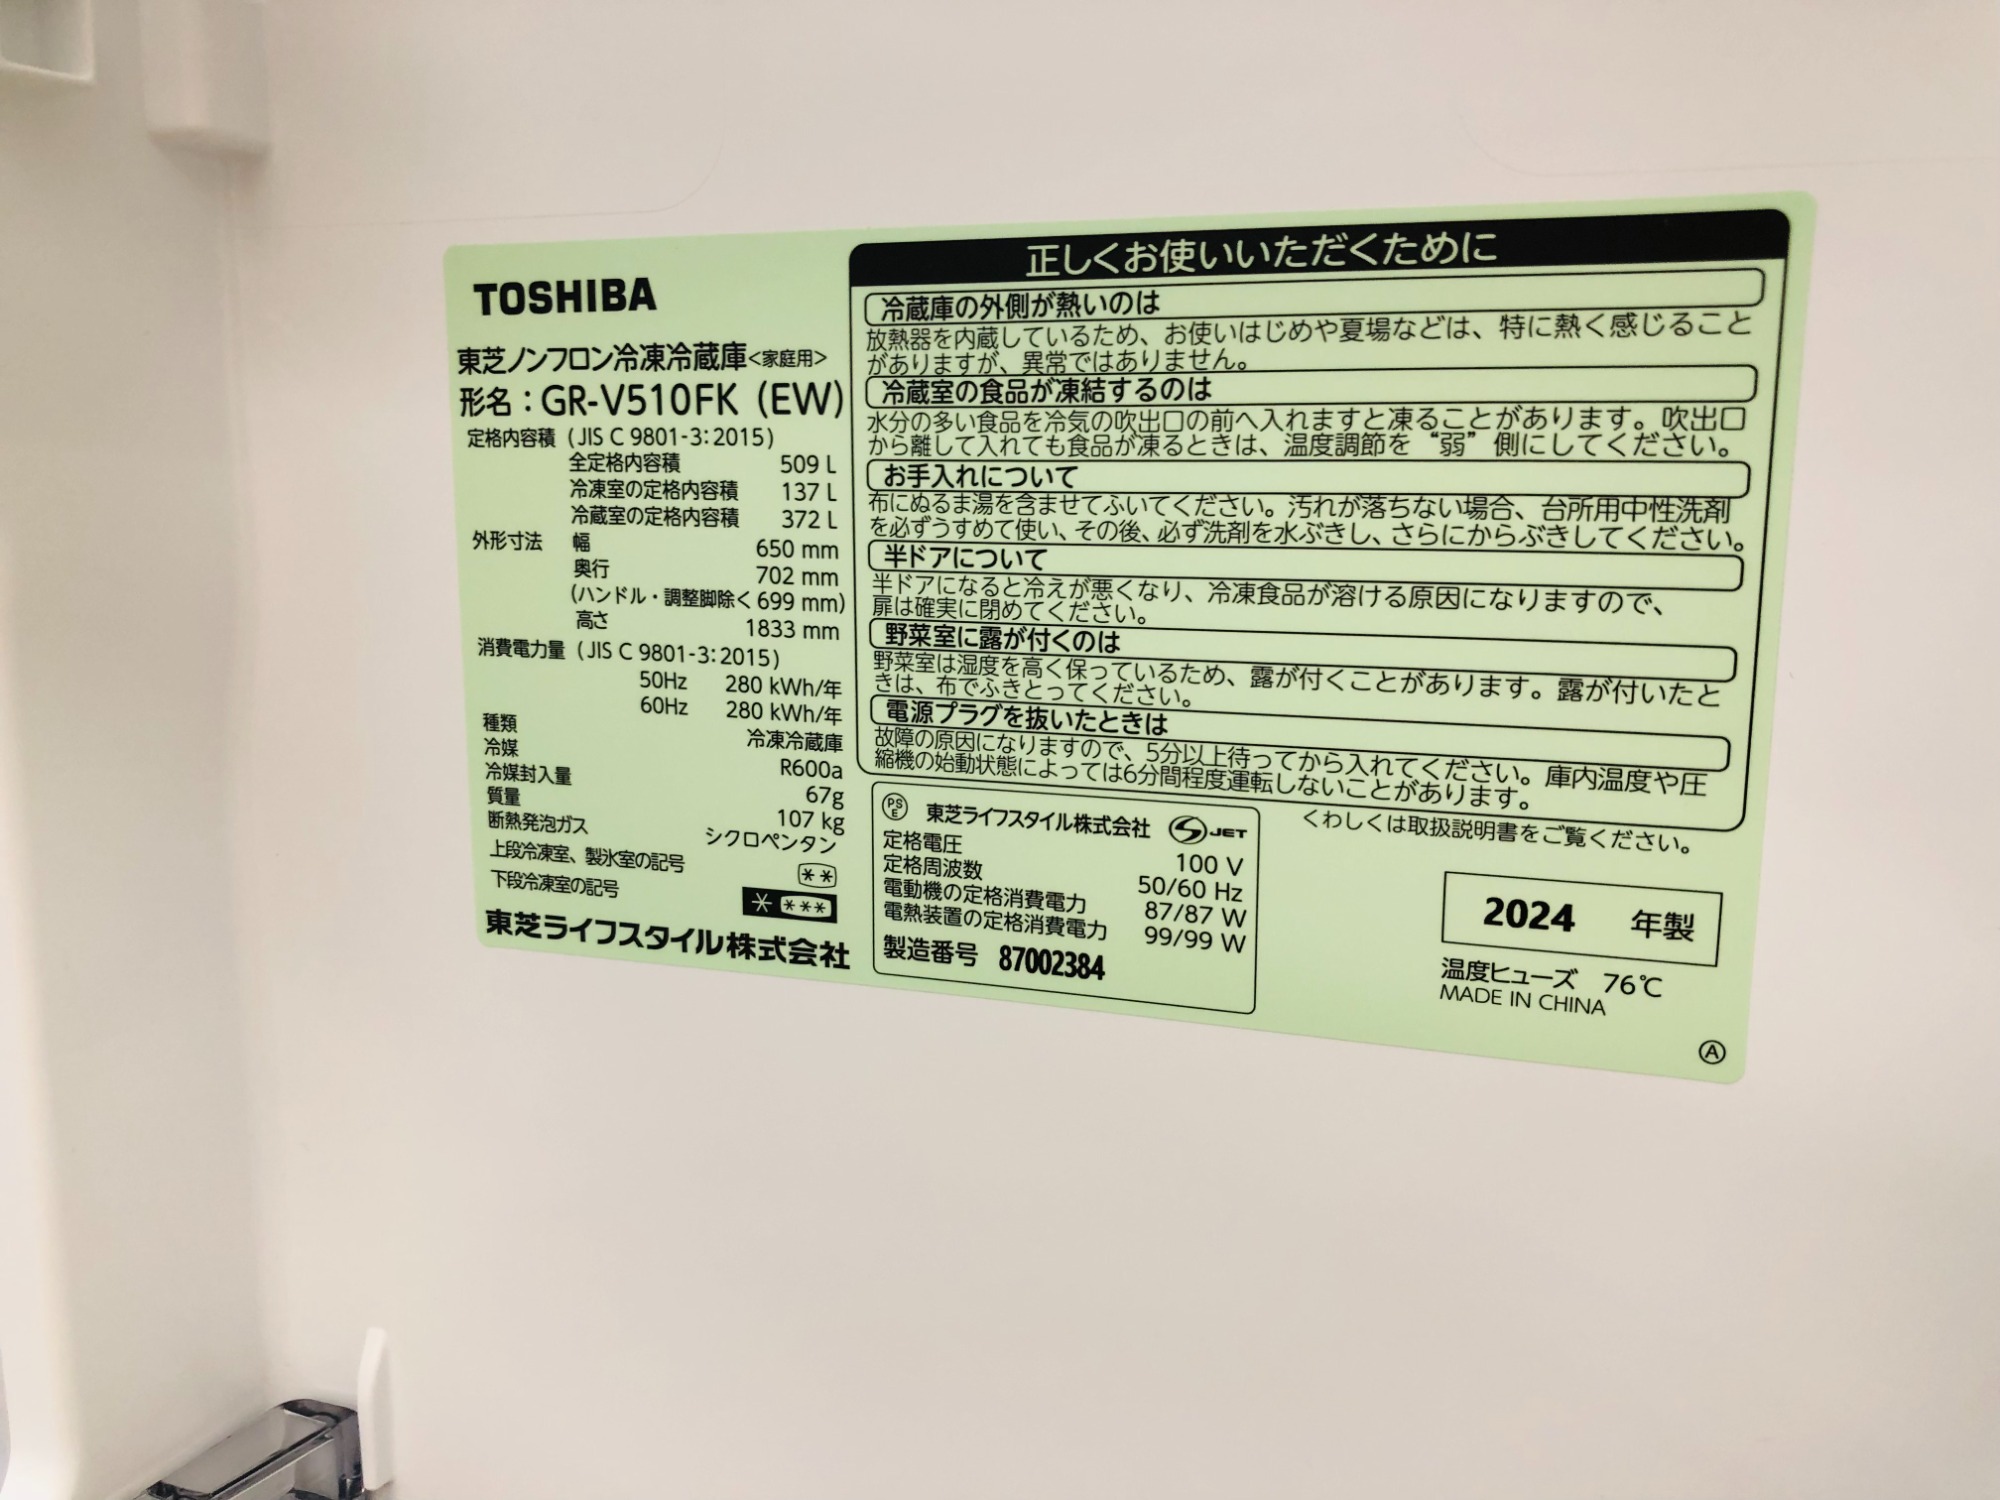 TOSHIBA
東芝ノンフロン冷凍冷蔵庫<家庭用>
形名：GR-V510FK (EW)
定格内容積 (JIS C 9801-3:2015)
全定格内容積 509 L
冷凍室の定格内容積 137 L
冷蔵室の定格内容積 372 L
外形寸法 幅 650 mm
奥行 702 mm
(ハンドル・調整脚除く 699 mm)
高さ 1833 mm
消費電力量 (JIS C 9801-3:2015)
50Hz 280 kWh/年
60Hz 280 kWh/年
種類 冷凍冷蔵庫
冷媒 R600a
冷媒封入量 67g
質量 107 kg
断熱発泡ガス シクロペンタン
上段冷凍室、製氷室の記号 **
下段冷凍室の記号 * ***
東芝ライフスタイル株式会社
正しくお使いいただくために
冷蔵庫の外側が熱いのは
放熱器を内蔵しているため、お使いはじめや夏場などは、特に熱く感じること
がありますが、異常ではありません。
冷蔵室の食品が凍結するのは
水分の多い食品を冷気の吹出口の前へ入れますと凍ることがあります。吹出口
から離して入れても食品が凍るときは、温度調節を“弱”側にしてください。
お手入れについて
布にぬるま湯を含ませてふいてください。汚れが落ちない場合、台所用中性洗剤
を必ずうすめて使い、その後、必ず洗剤を水ぶきし、さらにからぶきしてください。
半ドアについて
半ドアになると冷えが悪くなり、冷凍食品が溶ける原因になりますので、
扉は確実に閉めてください。
野菜室に露が付くのは
野菜室は湿度を高く保っているため、露が付くことがあります。露が付いたと
きは、布でふきとってください。
電源プラグを抜いたときは
故障の原因になりますので、5分以上待ってから入れてください。庫内温度や圧
縮機の始動状態によっては6分間程度運転しないことがあります。
くわしくは取扱説明書をご覧ください。
PSE 東芝ライフスタイル株式会社 S JET
定格電圧 100 V
定格周波数 50/60 Hz
電動機の定格消費電力 87/87 W
電熱装置の定格消費電力 99/99 W
製造番号 87002384
2024 年製
温度ヒューズ 76℃
MADE IN CHINA
Ⓐ